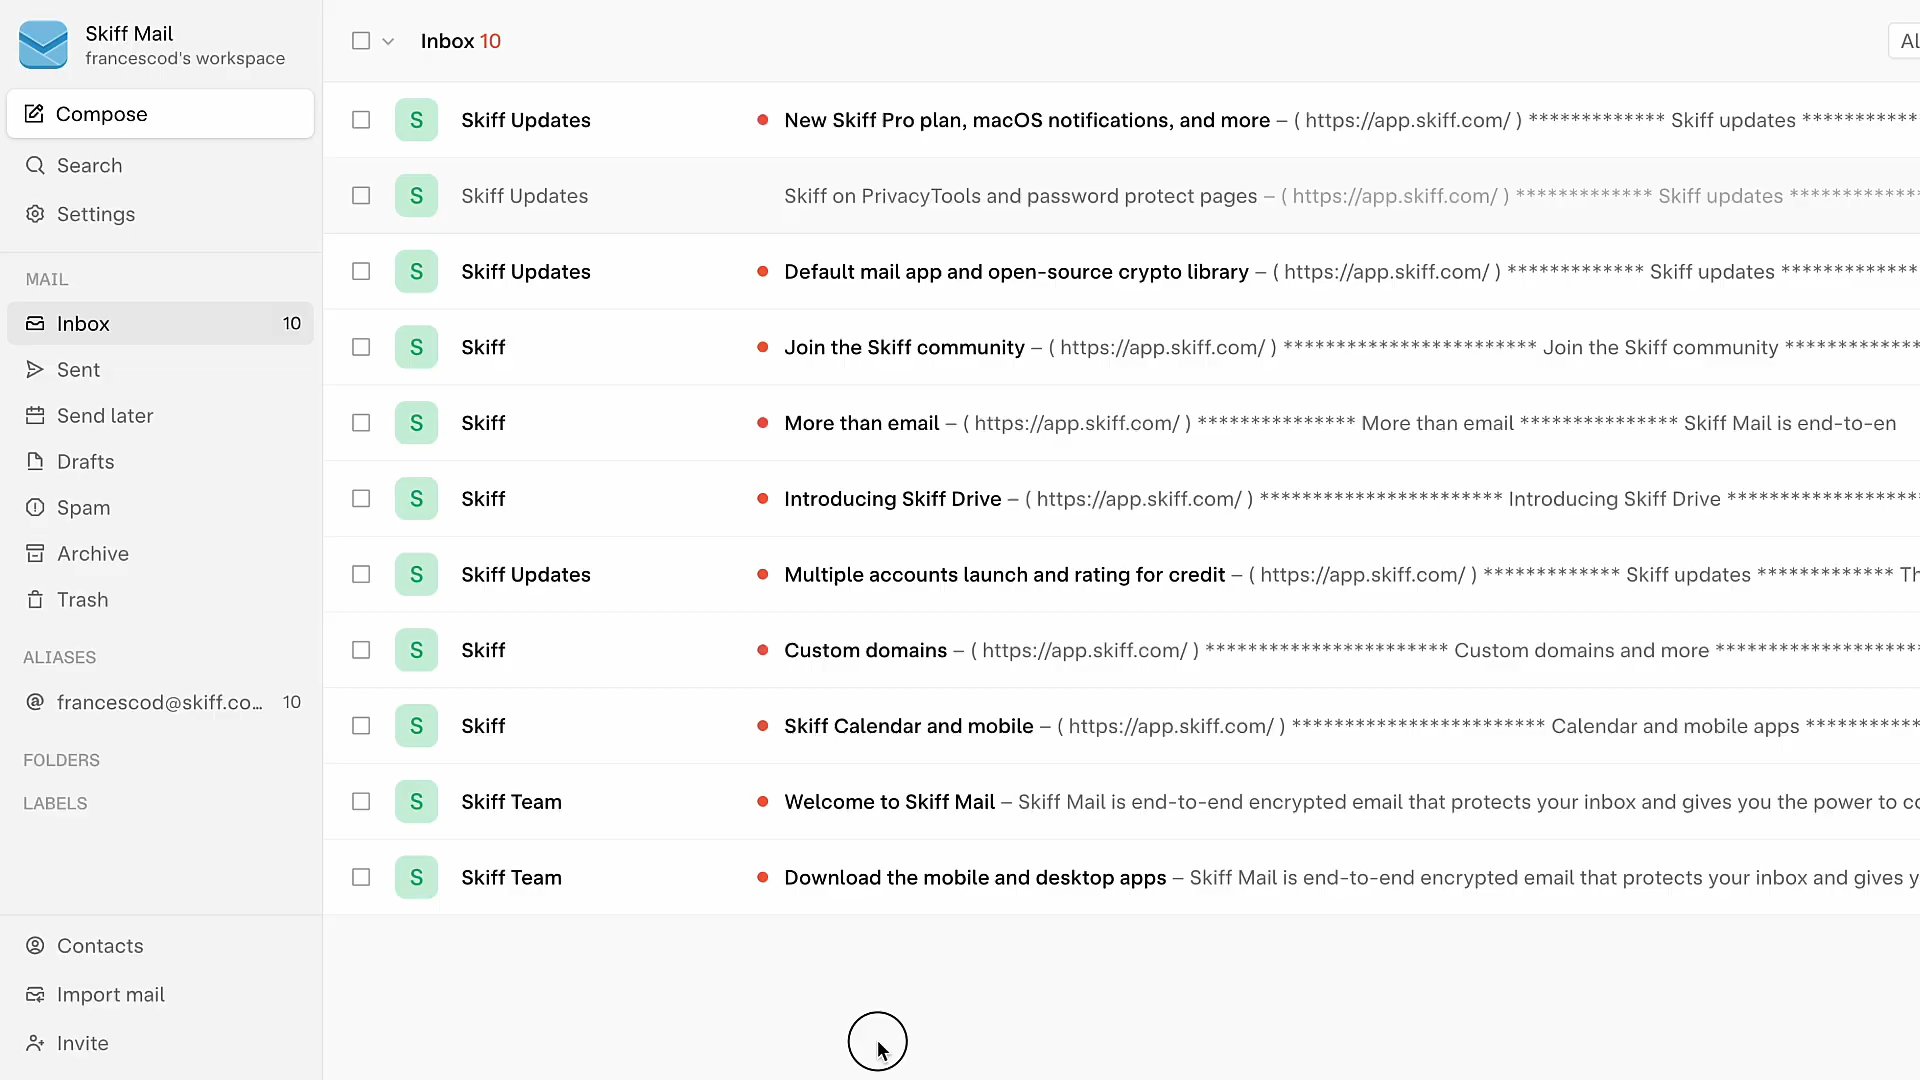 Skiff Mail
francescod's workspace
Compose
Search
Settings
MAIL
Inbox 10
Sent
Send later
Drafts
Spam
Archive
Trash
ALIASES
@ francescod@skiff.co... 10
FOLDERS
LABELS
Contacts
Import mail
Invite
Inbox 10
Al
S Skiff Updates New Skiff Pro plan, macOS notifications, and more – ( https://app.skiff.com/ ) ************* Skiff updates ***********
S Skiff Updates Skiff on PrivacyTools and password protect pages – ( https://app.skiff.com/ ) ************* Skiff updates ************
S Skiff Updates Default mail app and open-source crypto library – ( https://app.skiff.com/ ) ************* Skiff updates *************
S Skiff Join the Skiff community – ( https://app.skiff.com/ ) ************************ Join the Skiff community *************
S Skiff More than email – ( https://app.skiff.com/ ) *************** More than email *************** Skiff Mail is end-to-en
S Skiff Introducing Skiff Drive – ( https://app.skiff.com/ ) *********************** Introducing Skiff Drive ******************
S Skiff Updates Multiple accounts launch and rating for credit – ( https://app.skiff.com/ ) ************* Skiff updates ************* Th
S Skiff Custom domains – ( https://app.skiff.com/ ) *********************** Custom domains and more *******************
S Skiff Skiff Calendar and mobile – ( https://app.skiff.com/ ) ************************ Calendar and mobile apps ***********
S Skiff Team Welcome to Skiff Mail – Skiff Mail is end-to-end encrypted email that protects your inbox and gives you the power to co
S Skiff Team Download the mobile and desktop apps – Skiff Mail is end-to-end encrypted email that protects your inbox and gives y